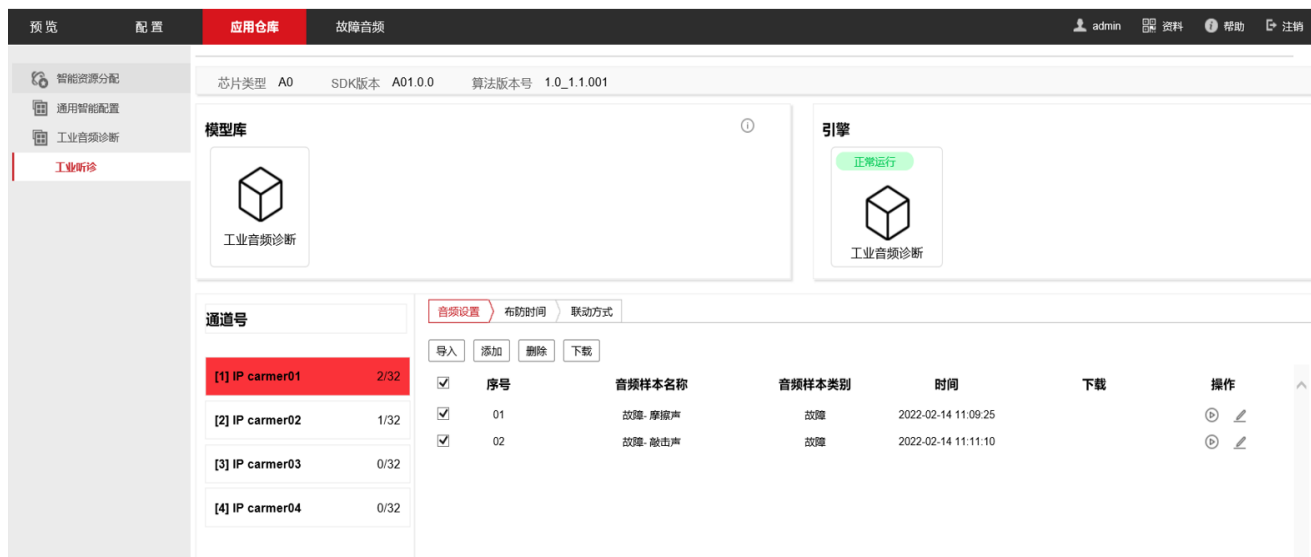 预览 配置 应用仓库 故障音频 admin 资料 帮助 注销
智能资源分配
通用智能配置
工业音频诊断
工业听诊
芯片类型 A0 SDK版本 A01.0.0 算法版本号 1.0_1.1.001
模型库
工业音频诊断
引擎
正常运行
工业音频诊断
通道号
[1] IP carmer01 2/32
[2] IP carmer02 1/32
[3] IP carmer03 0/32
[4] IP carmer04 0/32
音频设置 布防时间 联动方式
导入 添加 删除 下载
序号 音频样本名称 音频样本类别 时间 下载 操作
01 故障- 摩擦声 故障 2022-02-14 11:09:25
02 故障- 敲击声 故障 2022-02-14 11:11:10